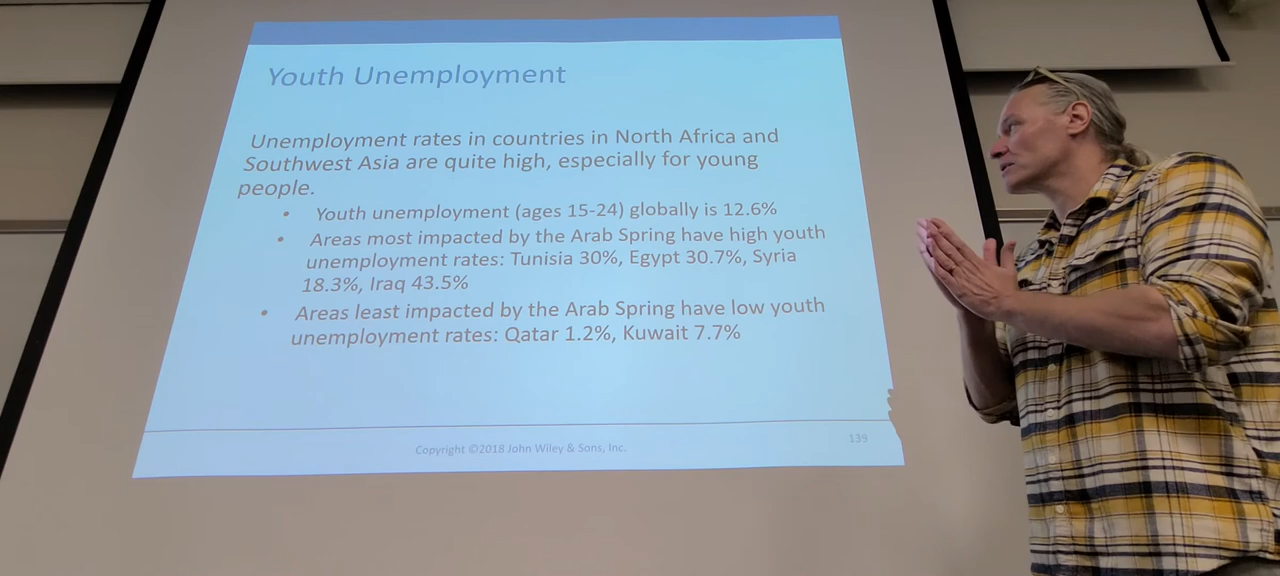 Youth Unemployment
Unemployment rates in countries in North Africa and
Southwest Asia are quite high, especially for young
people.
• Youth unemployment (ages 15-24) globally is 12.6%
• Areas most impacted by the Arab Spring have high youth
unemployment rates: Tunisia 30%, Egypt 30.7%, Syria
18.3%, Iraq 43.5%
• Areas least impacted by the Arab Spring have low youth
unemployment rates: Qatar 1.2%, Kuwait 7.7%
Copyright ©2018 John Wiley & Sons, Inc.
139